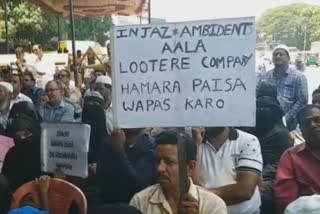 INJAZ * AMBIDENT
AALA
LOOTERE COMPANY
HAMARA PAISA
WAPAS KARO